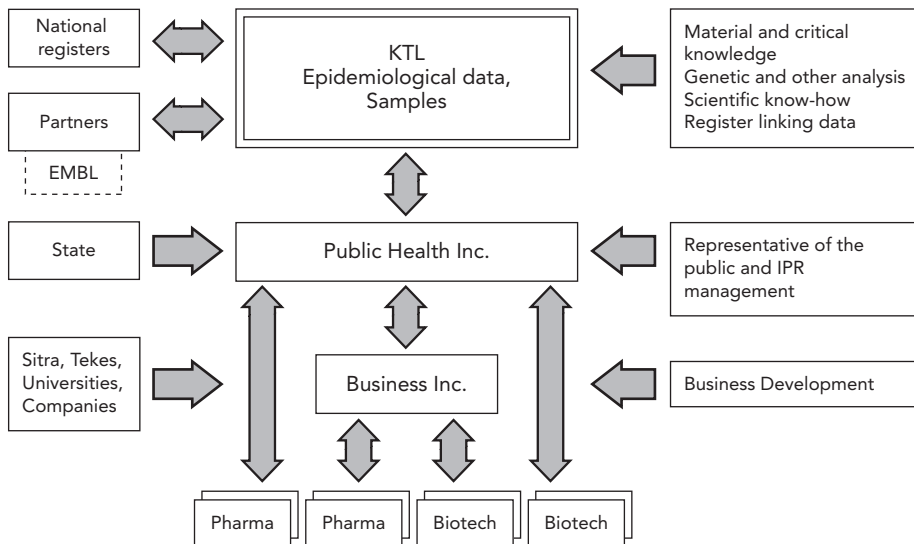 National
registers
KTL
Epidemiological data,
Samples
Material and critical
knowledge
Genetic and other analysis
Scientific know-how
Register linking data
Partners
EMBL
State
Public Health Inc.
Representative of the
public and IPR
management
Sitra, Tekes,
Universities,
Companies
Business Inc.
Business Development
Pharma
Pharma
Biotech
Biotech